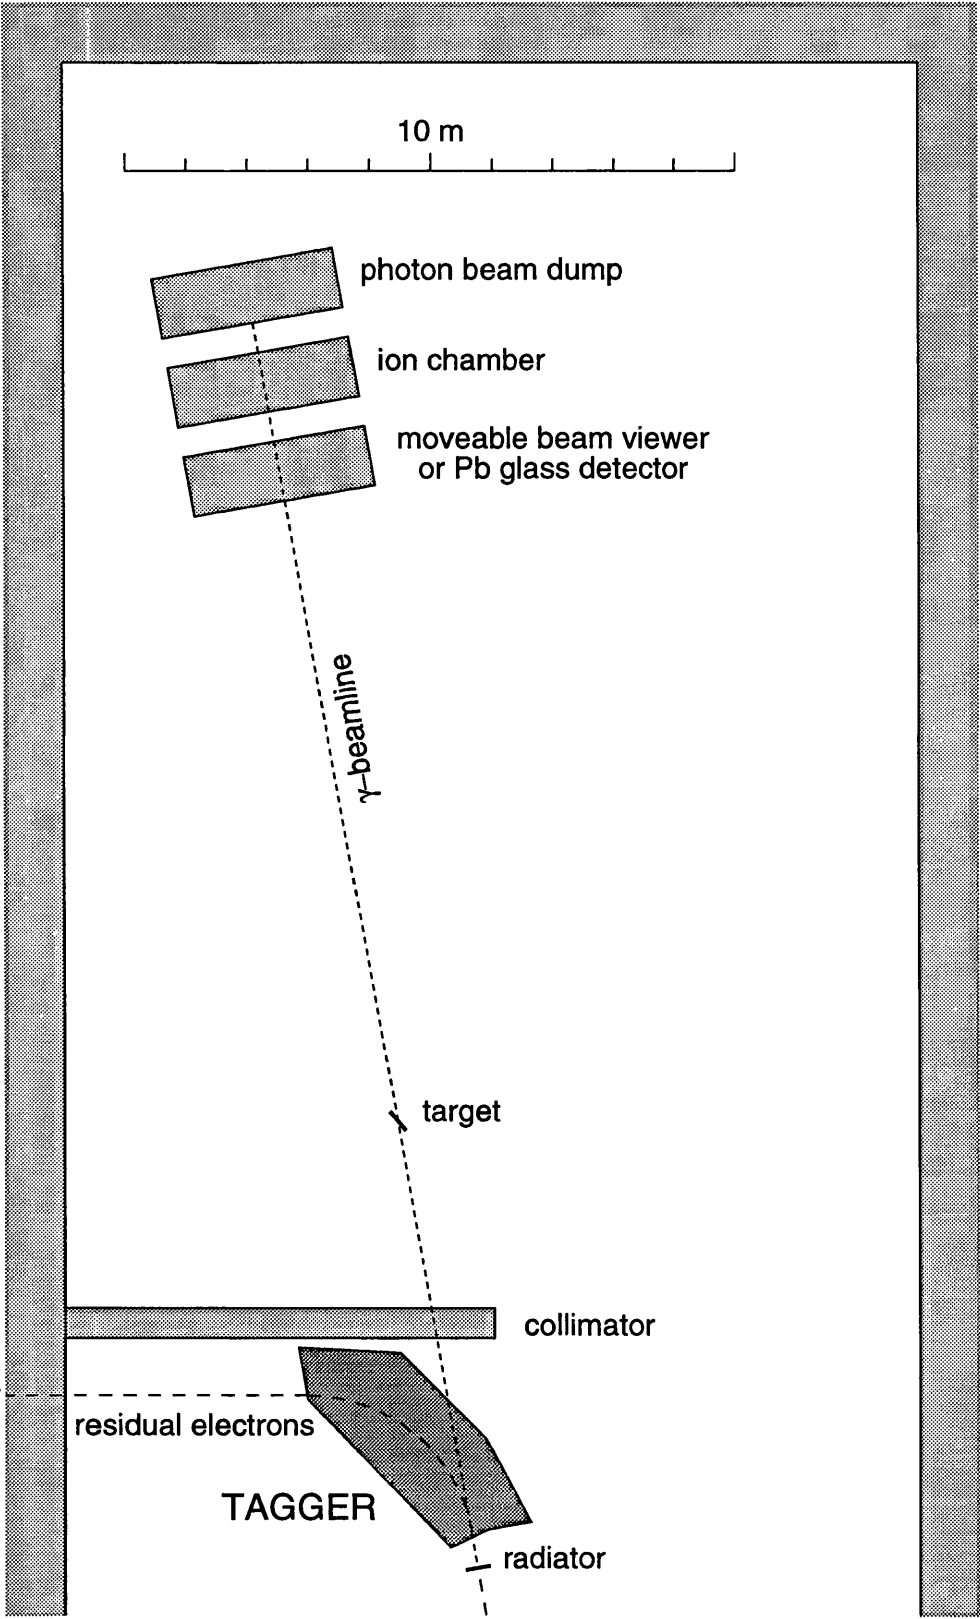 10 m
photon beam dump
ion chamber
moveable beam viewer
or Pb glass detector
γ–beamline
target
collimator
residual electrons
TAGGER
radiator